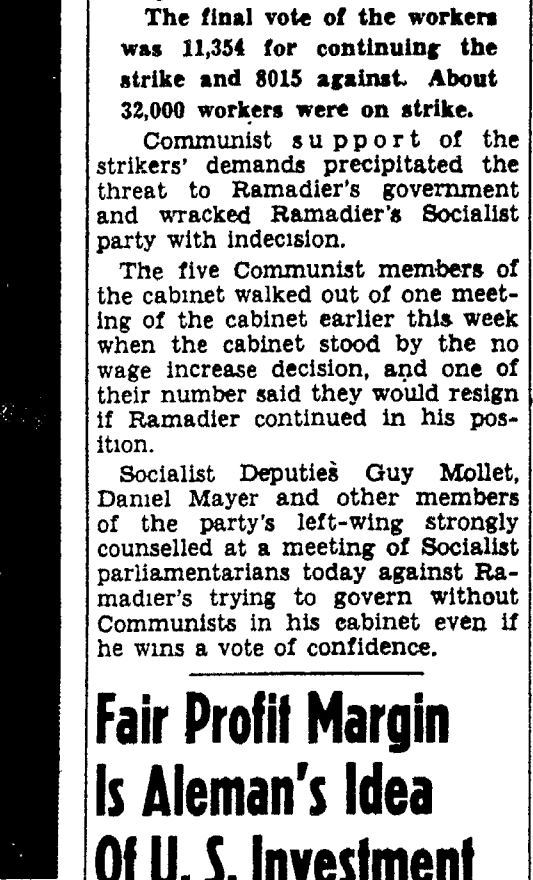 The final vote of the workers
was 11,354 for continuing the
strike and 8015 against. About
32,000 workers were on strike.
Communist support of the
strikers' demands precipitated the
threat to Ramadier's government
and wracked Ramadier's Socialist
party with indecision.
The five Communist members of
the cabinet walked out of one meet-
ing of the cabinet earlier this week
when the cabinet stood by the no
wage increase decision, and one of
their number said they would resign
if Ramadier continued in his pos-
ition.
Socialist Deputies Guy Mollet,
Daniel Mayer and other members
of the party's left-wing strongly
counselled at a meeting of Socialist
parliamentarians today against Ra-
madier's trying to govern without
Communists in his cabinet even if
he wins a vote of confidence.
Fair Profit Margin
Is Aleman's Idea
Of U. S. Investment